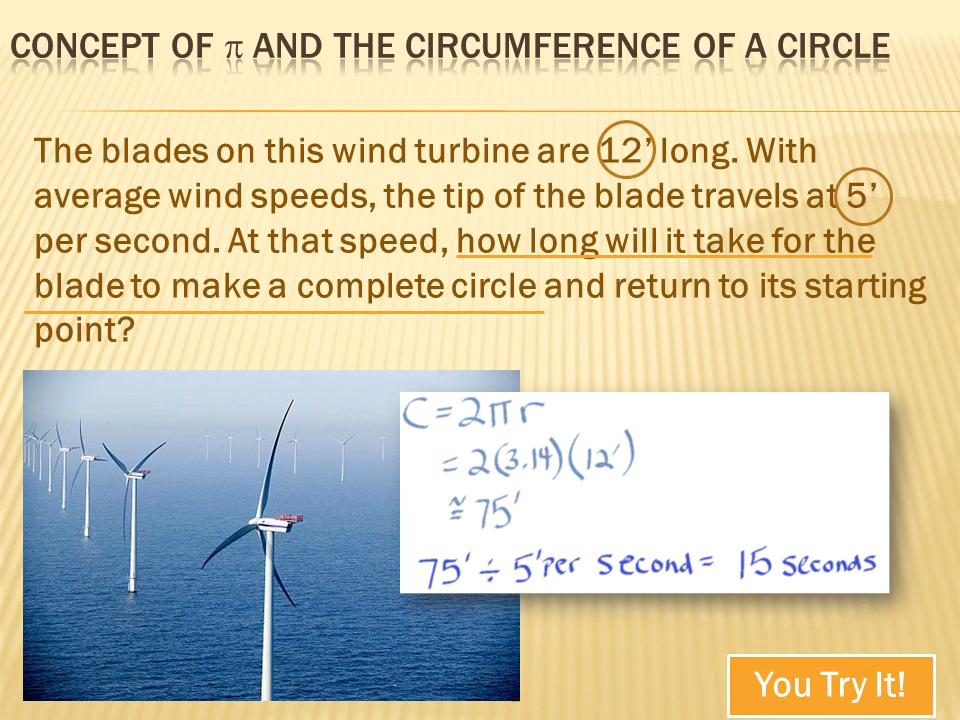 CONCEPT OF π AND THE CIRCUMFERENCE OF A CIRCLE
The blades on this wind turbine are 12’ long. With
average wind speeds, the tip of the blade travels at 5’
per second. At that speed, how long will it take for the
blade to make a complete circle and return to its starting
point?
C = 2πr
= 2(3.14)(12')
≅ 75'
75' ÷ 5' per second = 15 seconds
You Try It!